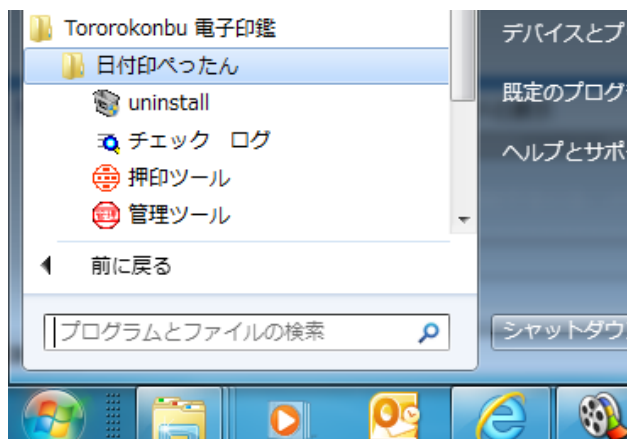 Tororokonbu 電子印鑑
日付印ぺったん
uninstall
チェック ログ
押印ツール
管理ツール
前に戻る
プログラムとファイルの検索
デバイスとプ
既定のプログ
ヘルプとサポ
シャットダウ